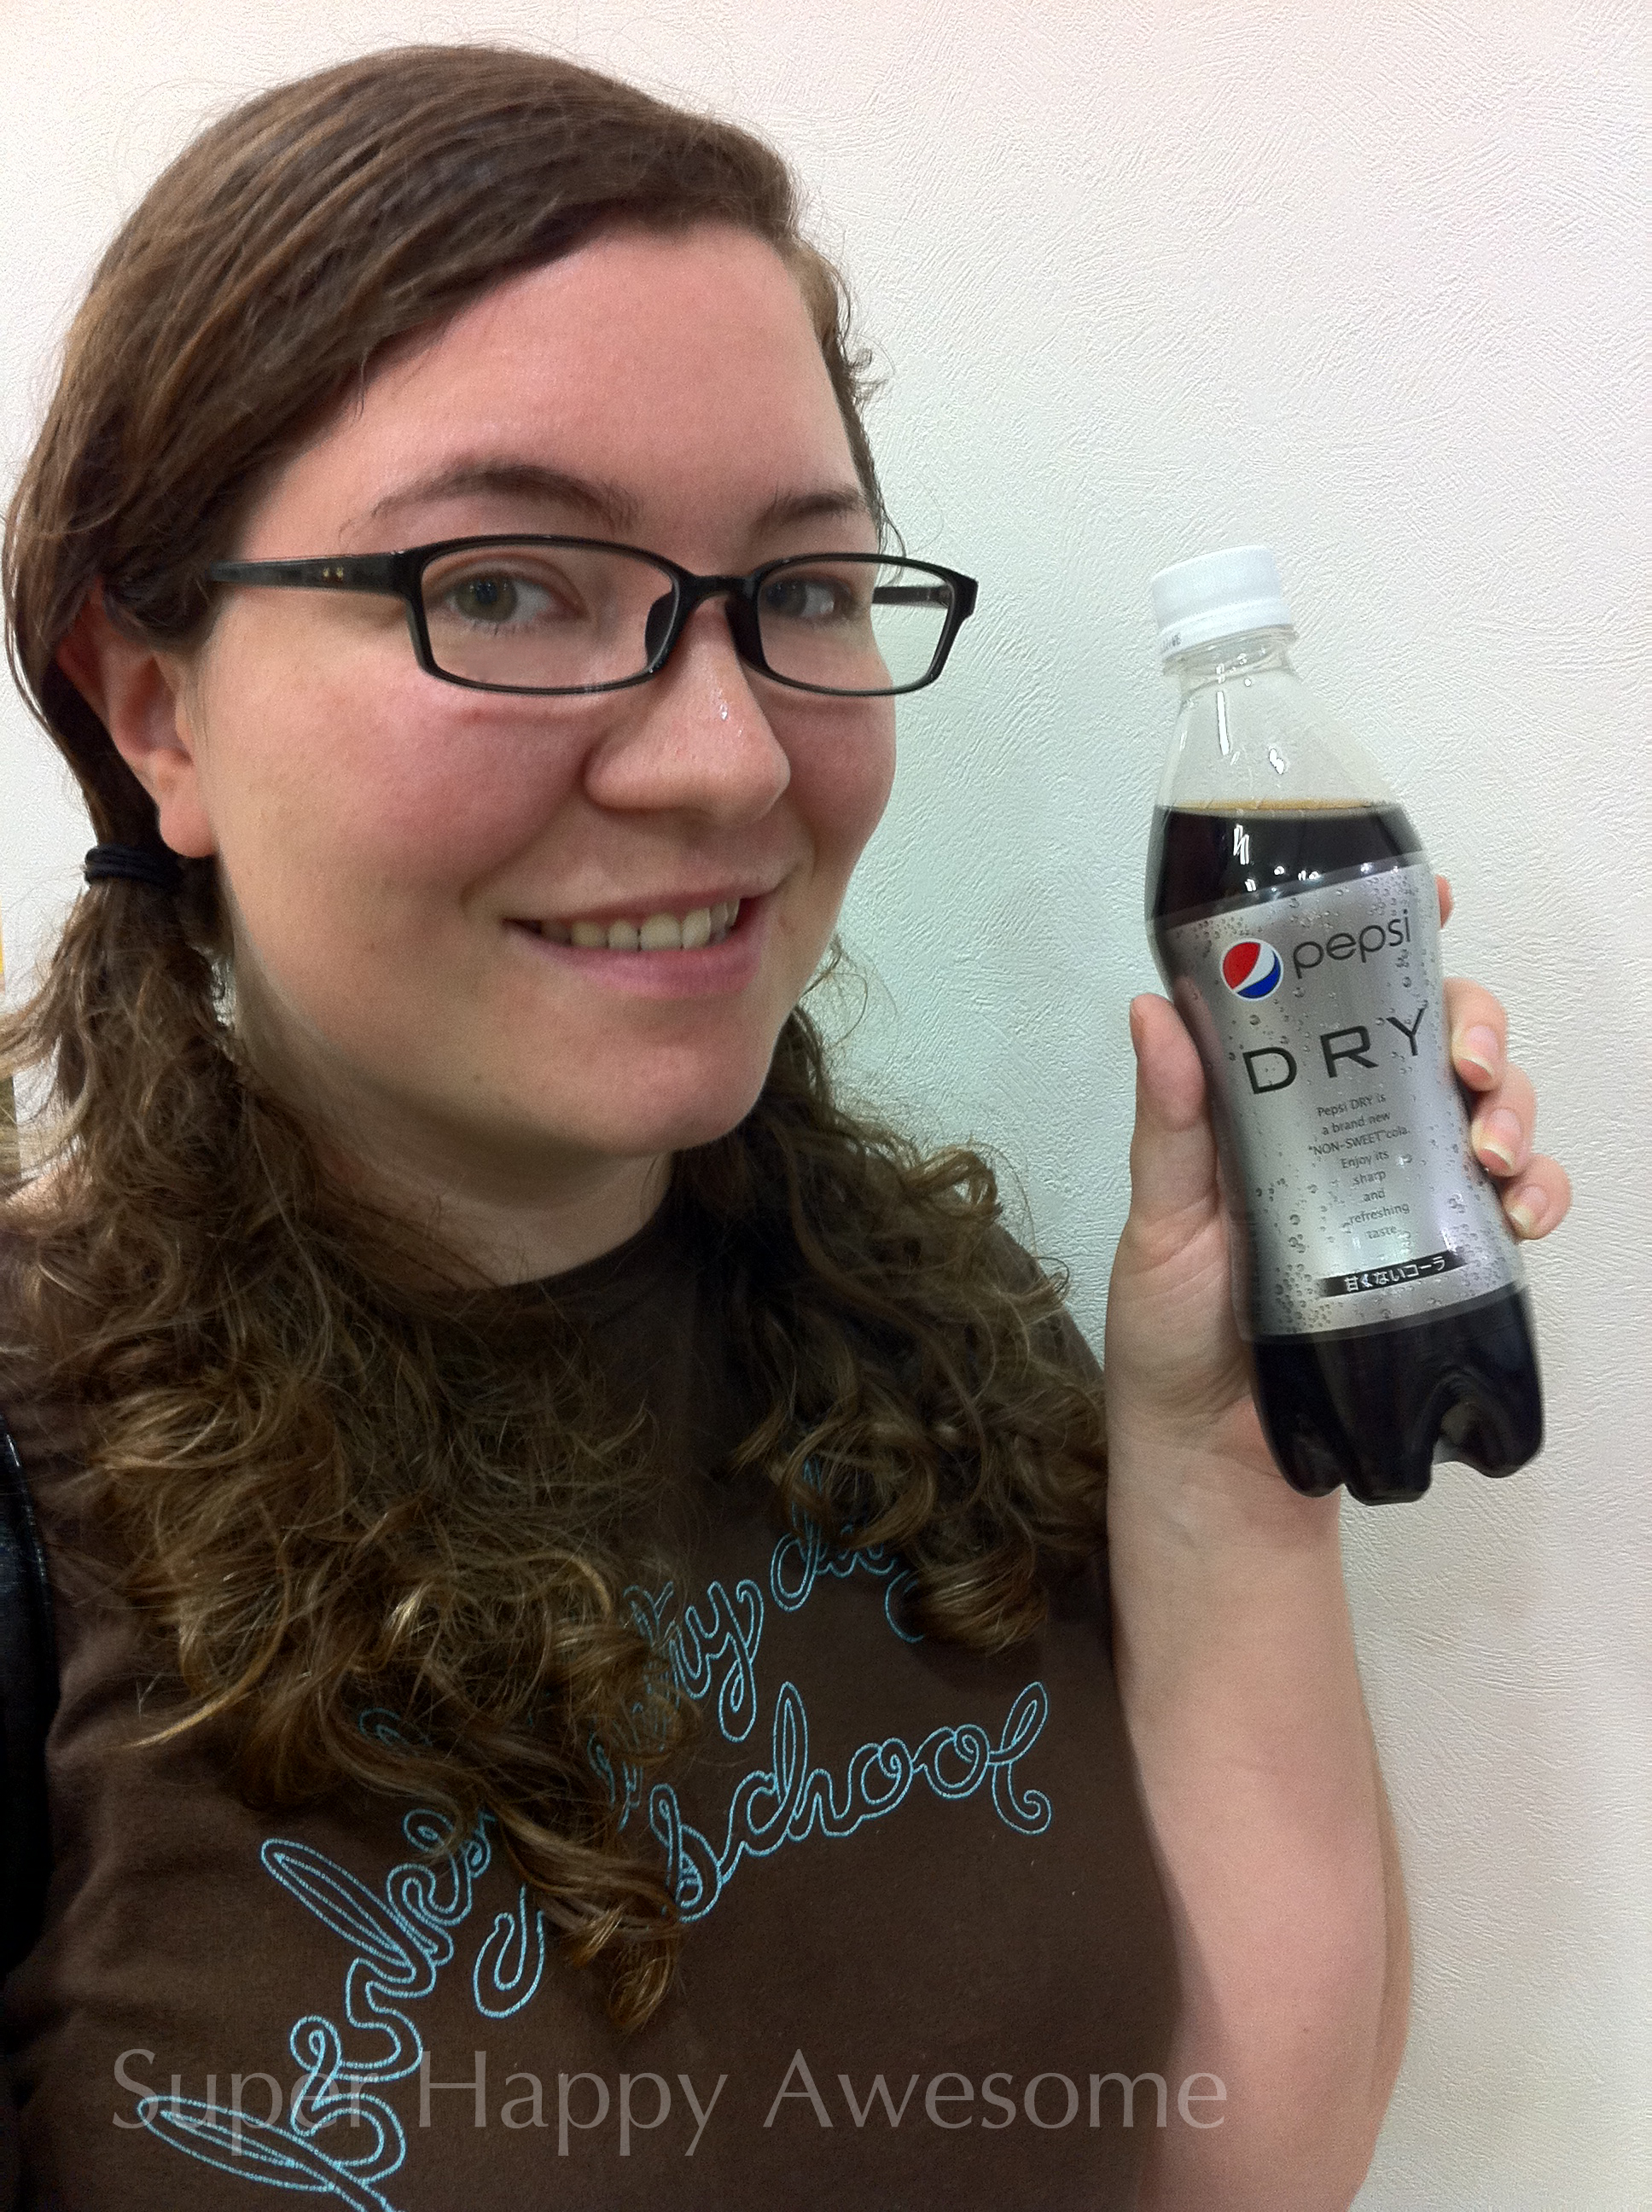 pepsi
DRY
Pepsi DRY is
a brand new
"NON-SWEET"cola.
Enjoy its
sharp
and
refreshing
taste.
甘くないコーラ
school
Super Happy Awesome